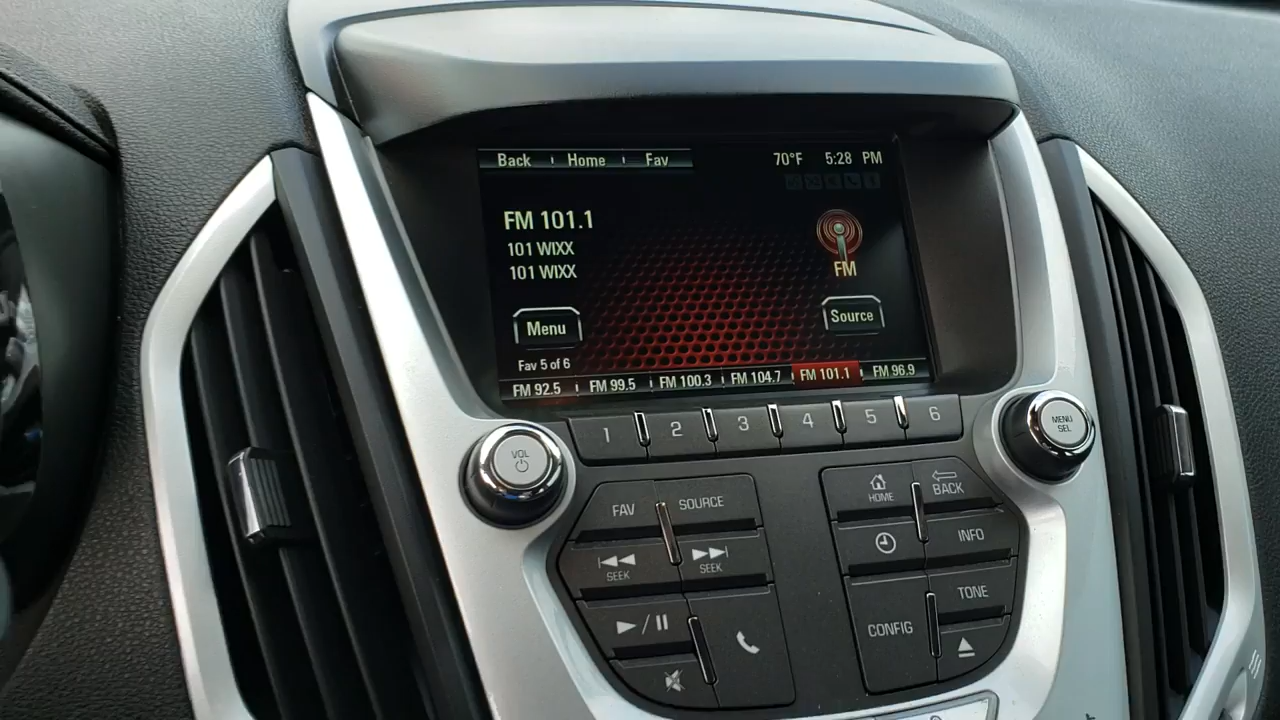 Back Home Fav 70°F 5:28 PM
FM 101.1
101 WIXX
101 WIXX
FM
Menu
Source
Fav 5 of 6
FM 92.5 FM 99.5 FM 100.3 FM 104.7 FM 101.1 FM 96.9
1 2 3 4 5 6
VOL
MENU
SEL
FAV SOURCE
SEEK SEEK
HOME BACK
INFO
CONFIG TONE